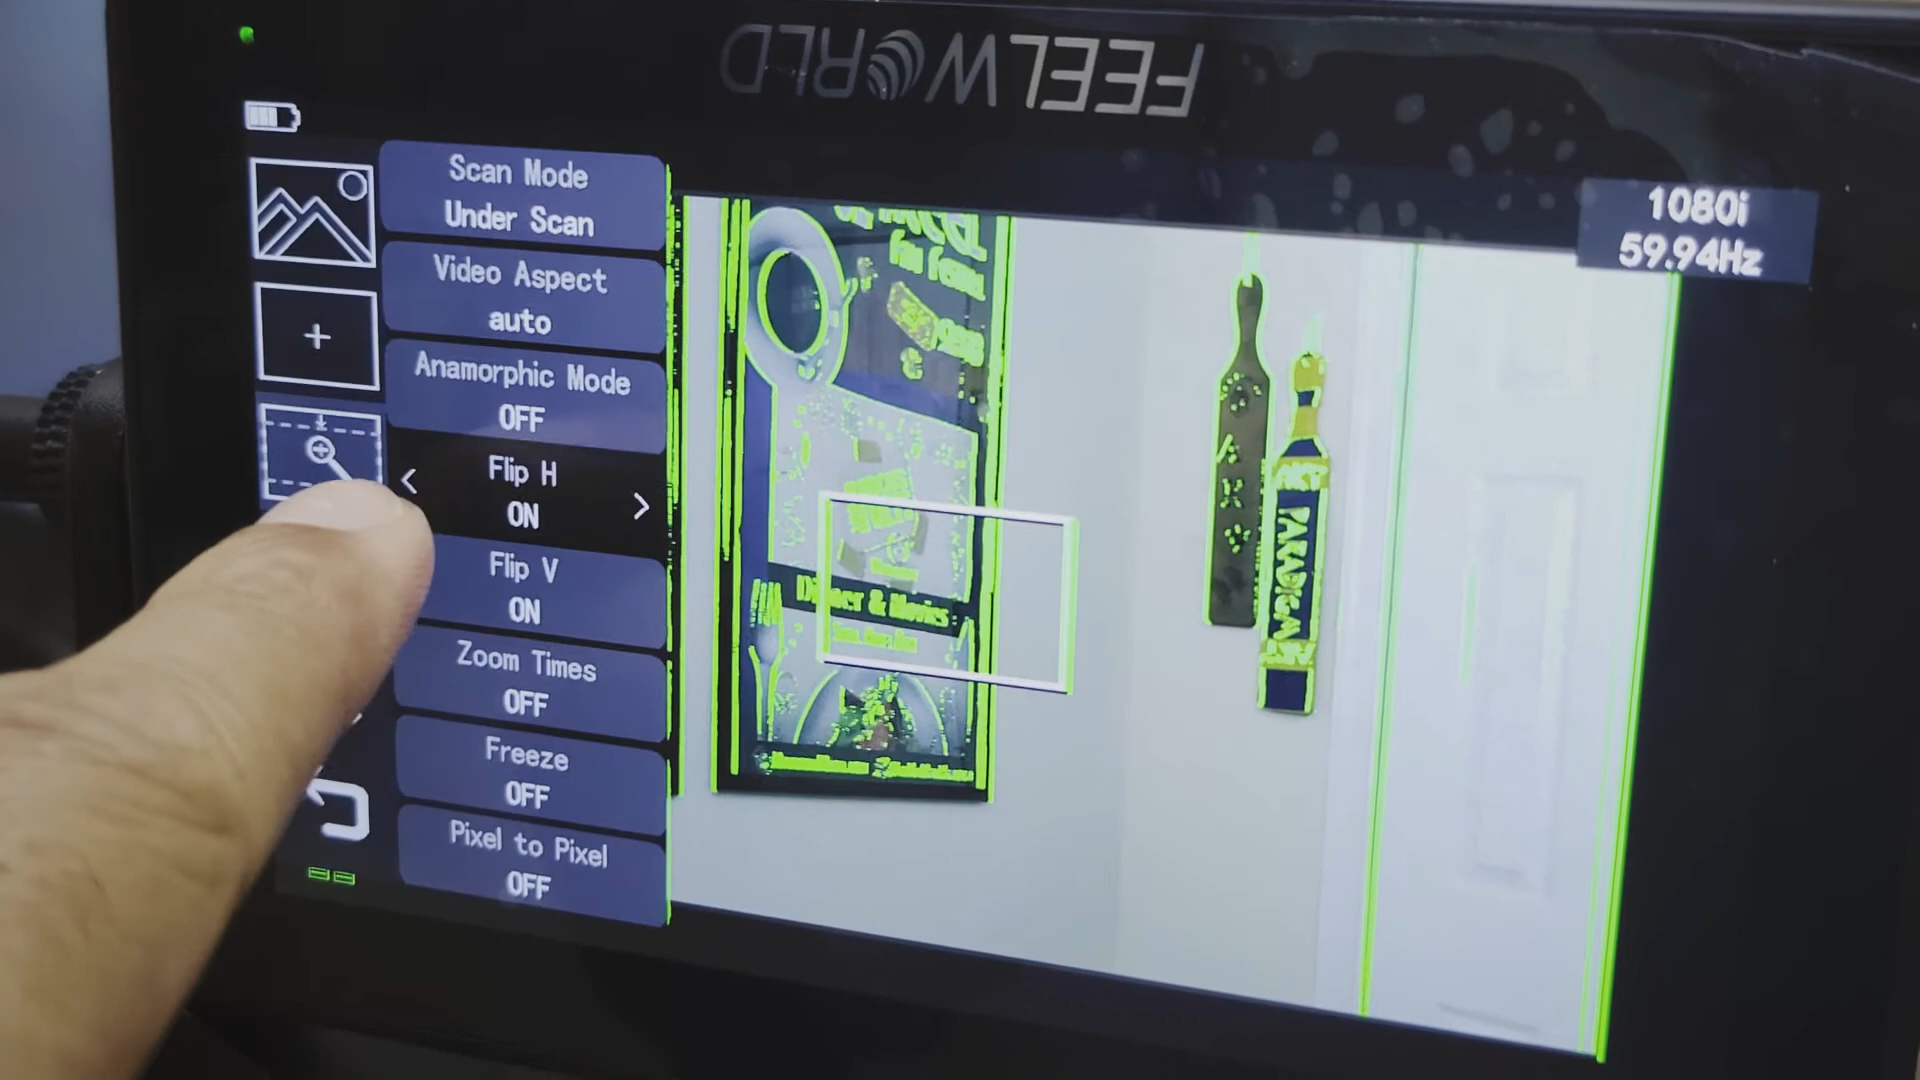 FEELWORLD
1080i
59.94Hz
Scan Mode
Under Scan
Video Aspect
auto
Anamorphic Mode
OFF
Flip H
ON
Flip V
ON
Zoom Times
OFF
Freeze
OFF
Pixel to Pixel
OFF
Dinner & Movies
ΑΚΨ
PARADIGM